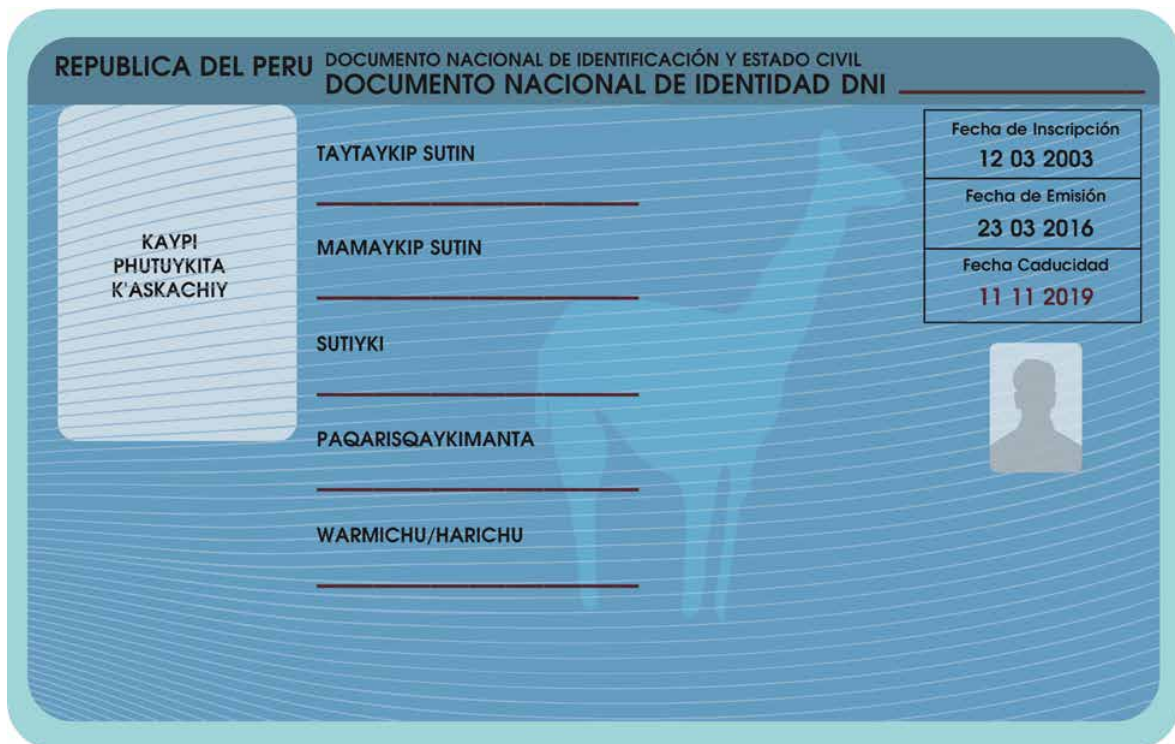 REPUBLICA DEL PERU
DOCUMENTO NACIONAL DE IDENTIFICACIÓN Y ESTADO CIVIL
DOCUMENTO NACIONAL DE IDENTIDAD DNI
KAYPI
PHUTUYKITA
K'ASKACHIY
TAYTAYKIP SUTIN
MAMAYKIP SUTIN
SUTIYKI
PAQARISQAYKIMANTA
WARMICHU/HARICHU
Fecha de Inscripción
12 03 2003
Fecha de Emisión
23 03 2016
Fecha Caducidad
11 11 2019